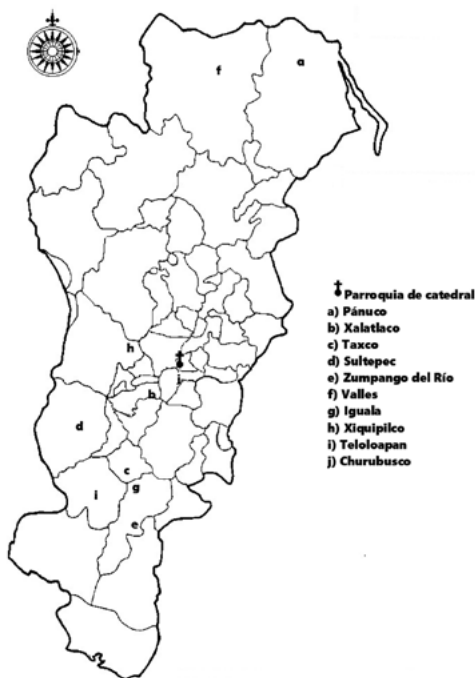 f
a
h
b
d
c
g
i
e
Parroquia de catedral
a) Pánuco
b) Xalatlaco
c) Taxco
d) Sultepec
e) Zumpango del Río
f) Valles
g) Iguala
h) Xiquipilco
i) Teloloapan
j) Churubusco